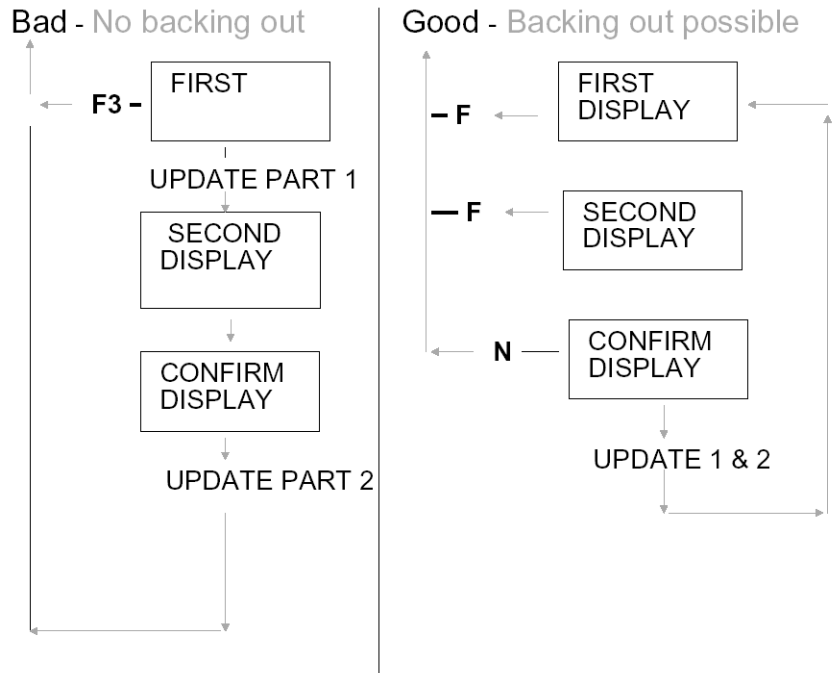 Bad - No backing out
F3 -
FIRST
UPDATE PART 1
SECOND
DISPLAY
CONFIRM
DISPLAY
UPDATE PART 2
Good - Backing out possible
FIRST
DISPLAY
- F
SECOND
DISPLAY
— F
CONFIRM
DISPLAY
N
UPDATE 1 & 2